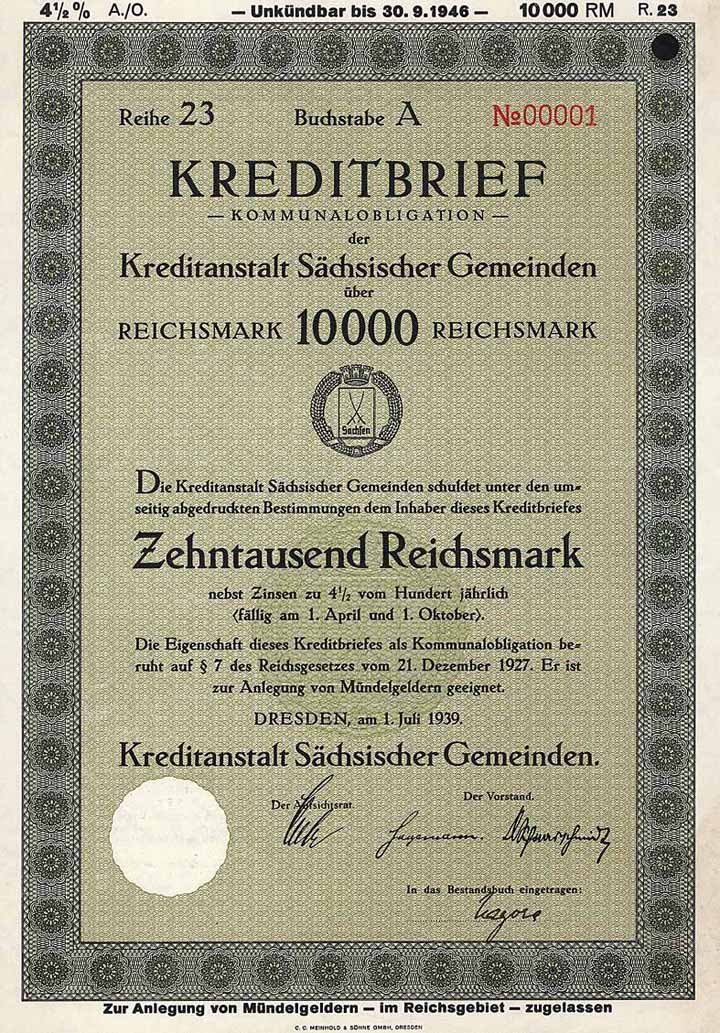 4½% A./O. — Unkündbar bis 30.9.1946 — 10000 RM R. 23
Reihe 23 Buchstabe A №00001
KREDITBRIEF
— KOMMUNALOBLIGATION —
der
Kreditanstalt Sächsischer Gemeinden
über
REICHSMARK 10000 REICHSMARK
Sachsen
Die Kreditanstalt Sächsischer Gemeinden schuldet unter den um=
seitig abgedruckten Bestimmungen dem Inhaber dieses Kreditbriefes
Zehntausend Reichsmark
nebst Zinsen zu 4½ vom Hundert jährlich
(fällig am 1. April und 1. Oktober).
Die Eigenschaft dieses Kreditbriefes als Kommunalobligation be=
ruht auf § 7 des Reichsgesetzes vom 21. Dezember 1927. Er ist
zur Anlegung von Mündelgeldern geeignet.
DRESDEN, am 1. Juli 1939.
Kreditanstalt Sächsischer Gemeinden.
Der Aufsichtsrat. Der Vorstand.
Hagemann.
In das Bestandsbuch eingetragen:
Zur Anlegung von Mündelgeldern — im Reichsgebiet — zugelassen
C. C. MEINHOLD & SÖHNE GMBH, DRESDEN